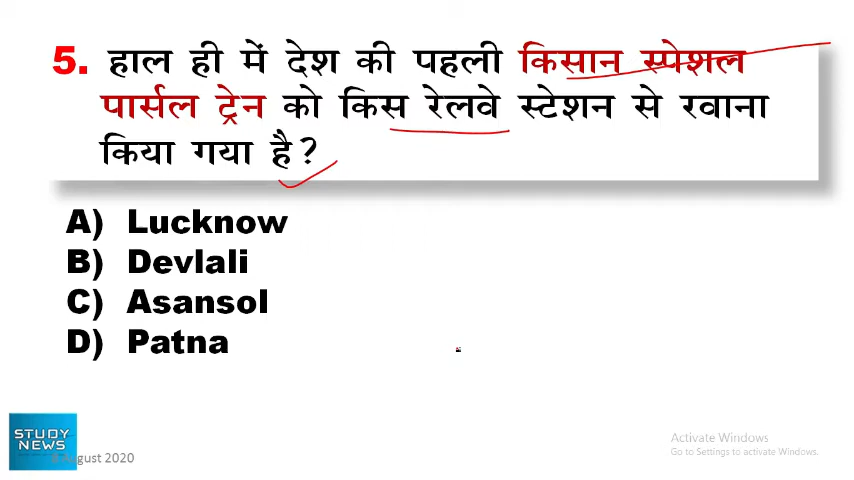 5. हाल ही में देश की पहली किसान स्पेशल
पार्सल ट्रेन को किस रेलवे स्टेशन से रवाना
किया गया है?
A) Lucknow
B) Devlali
C) Asansol
D) Patna
STUDY
NEWS
August 2020
Activate Windows
Go to Settings to activate Windows.